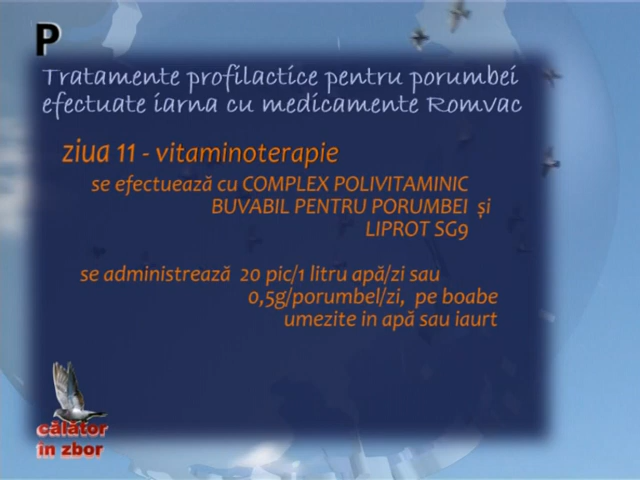 P
Tratamente profilactice pentru porumbei
efectuate iarna cu medicamente Romvac
ziua 11 - vitaminoterapie
se efectuează cu COMPLEX POLIVITAMINIC
BUVABIL PENTRU PORUMBEI și
LIPROT SG9
se administrează 20 pic/1 litru apă/zi sau
0,5g/porumbel/zi, pe boabe
umezite in apă sau iaurt
călător
în zbor